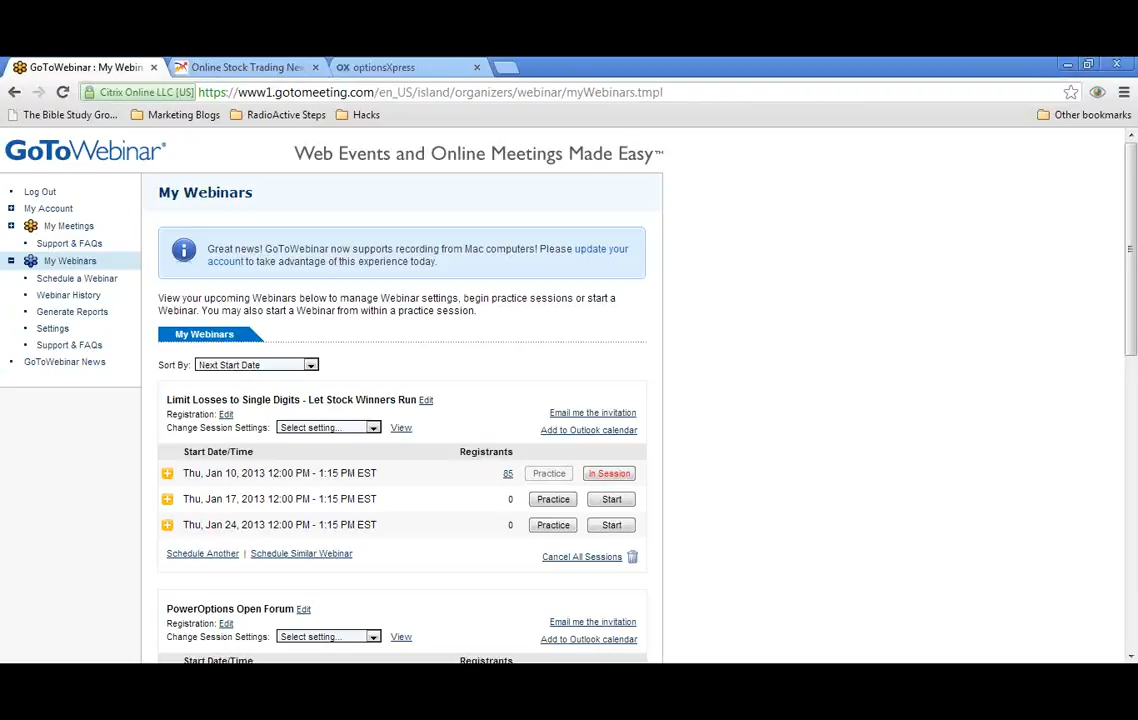 GoToWebinar : My Webin
Online Stock Trading Nev
OX optionsXpress
Citrix Online LLC [US]
https://www1.gotomeeting.com/en_US/island/organizers/webinar/myWebinars.tmpl
The Bible Study Gro...
Marketing Blogs
RadioActive Steps
Hacks
Other bookmarks
GoToWebinar
Web Events and Online Meetings Made Easy™
Log Out
My Account
My Meetings
Support & FAQs
My Webinars
Schedule a Webinar
Webinar History
Generate Reports
Settings
Support & FAQs
GoToWebinar News
My Webinars
Great news! GoToWebinar now supports recording from Mac computers! Please update your
account to take advantage of this experience today.
View your upcoming Webinars below to manage Webinar settings, begin practice sessions or start a
Webinar. You may also start a Webinar from within a practice session.
My Webinars
Sort By: Next Start Date
Limit Losses to Single Digits - Let Stock Winners Run Edit
Registration: Edit
Email me the invitation
Change Session Settings: Select setting... View
Add to Outlook calendar
Start Date/Time Registrants
Thu, Jan 10, 2013 12:00 PM - 1:15 PM EST 85 Practice In Session
Thu, Jan 17, 2013 12:00 PM - 1:15 PM EST 0 Practice Start
Thu, Jan 24, 2013 12:00 PM - 1:15 PM EST 0 Practice Start
Schedule Another | Schedule Similar Webinar Cancel All Sessions
PowerOptions Open Forum Edit
Registration: Edit
Email me the invitation
Change Session Settings: Select setting... View
Add to Outlook calendar
Start Date/Time Registrants